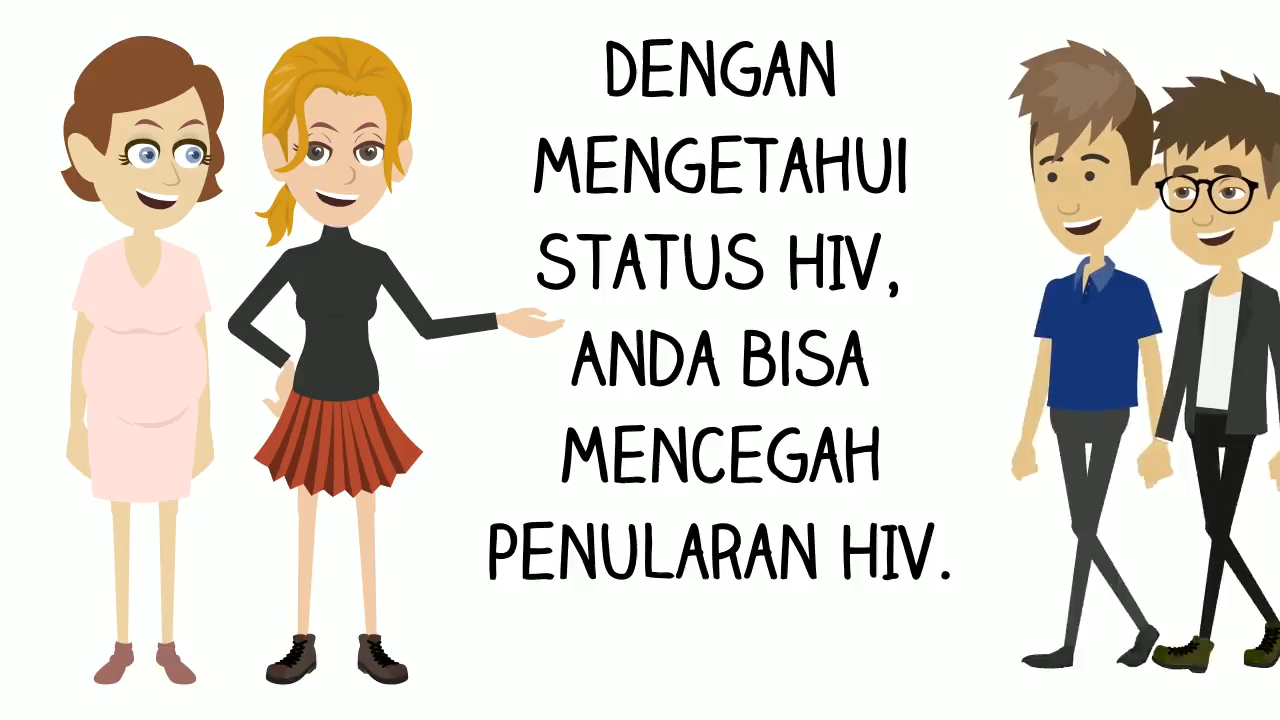 DENGAN
MENGETAHUI
STATUS HIV,
ANDA BISA
MENCEGAH
PENULARAN HIV.